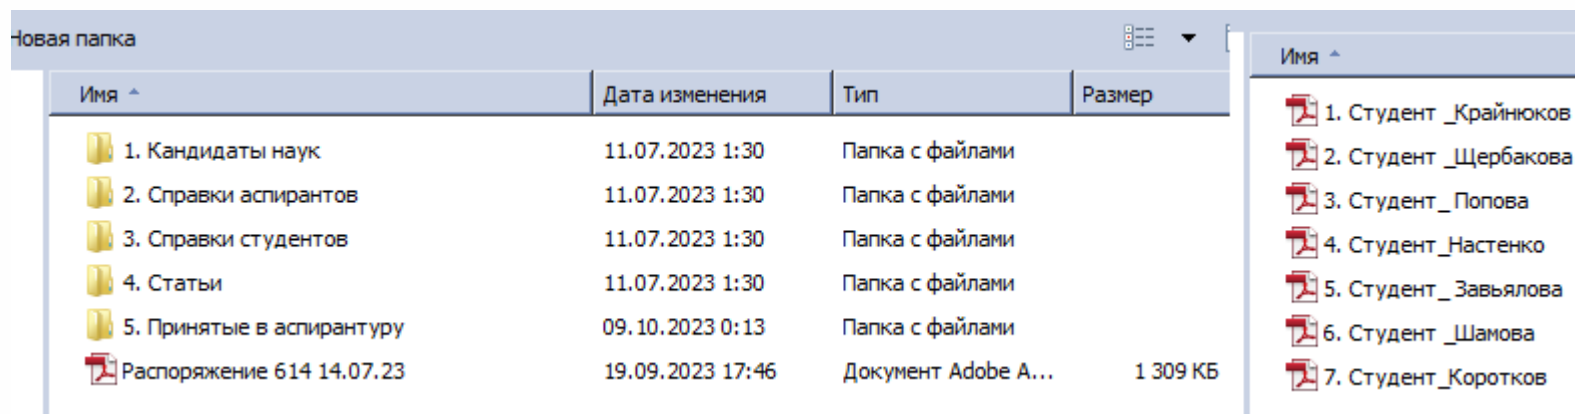 Новая папка
Имя Дата изменения Тип Размер
1. Кандидаты наук 11.07.2023 1:30 Папка с файлами
2. Справки аспирантов 11.07.2023 1:30 Папка с файлами
3. Справки студентов 11.07.2023 1:30 Папка с файлами
4. Статьи 11.07.2023 1:30 Папка с файлами
5. Принятые в аспирантуру 09.10.2023 0:13 Папка с файлами
Распоряжение 614 14.07.23 19.09.2023 17:46 Документ Adobe A... 1 309 КБ
Имя
1. Студент _Крайнюков
2. Студент _Щербакова
3. Студент_ Попова
4. Студент_Настенко
5. Студент_ Завьялова
6. Студент _Шамова
7. Студент_Коротков